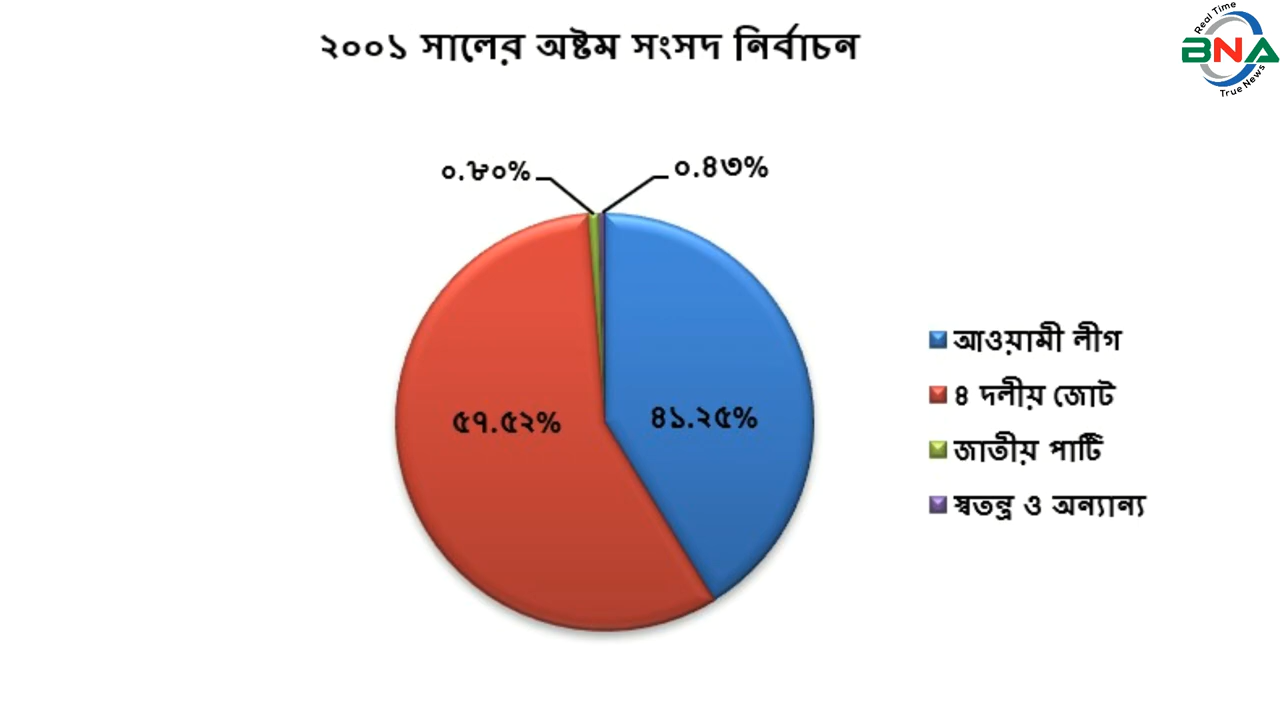 ২০০১ সালের অষ্টম সংসদ নির্বাচন
Real Time
BNA
True News
০.৮০%
০.৪৩%
৫৭.৫২%
৪১.২৫%
আওয়ামী লীগ
৪ দলীয় জোট
জাতীয় পার্টি
স্বতন্ত্র ও অন্যান্য